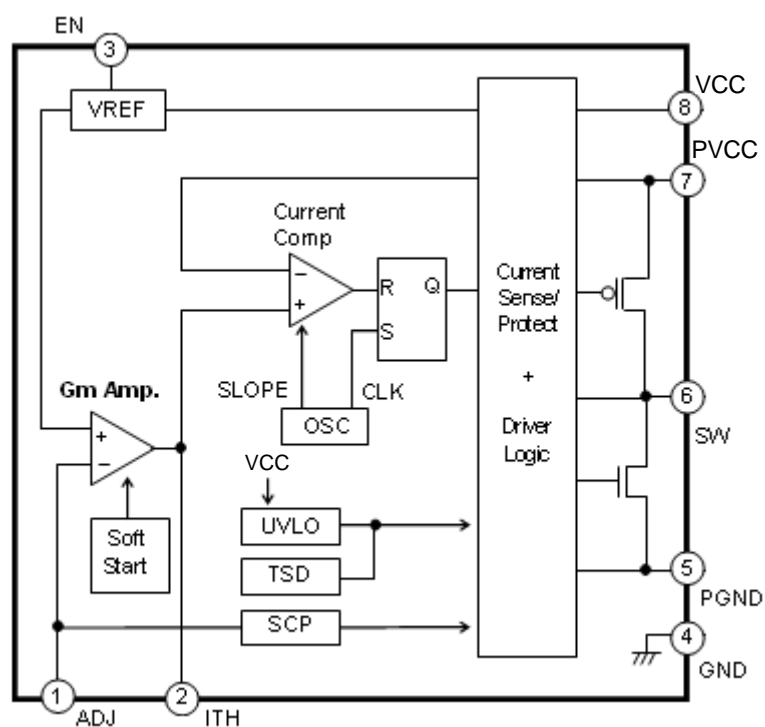 EN
3
VREF
VCC
8
PVCC
7
Current
Comp
−
+
R
Q
S
Current
Sense/
Protect
+
Driver
Logic
SLOPE
CLK
OSC
6
SW
Gm Amp.
+
−
VCC
Soft
Start
UVLO
TSD
SCP
5
PGND
4
GND
1
ADJ
2
ITH